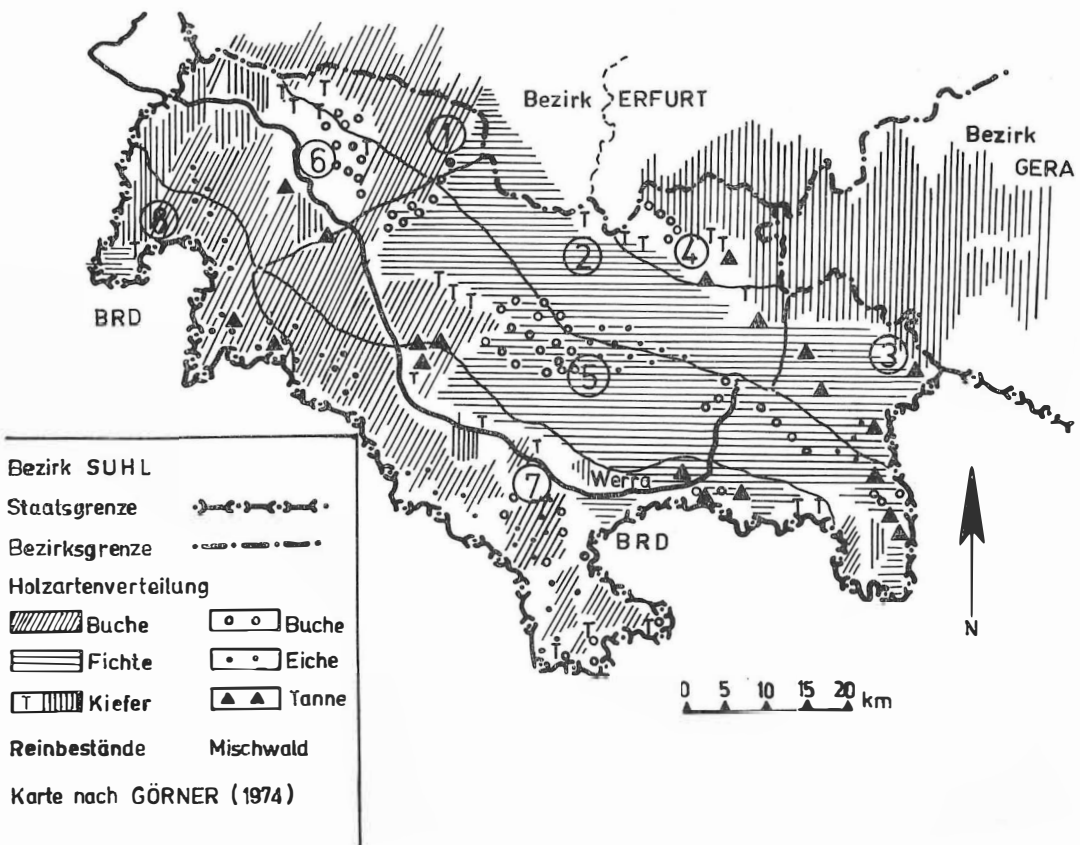 Bezirk ERFURT
Bezirk
GERA
1
6
8
4
2
3
BRD
5
7
Werra
BRD
Bezirk SUHL
Staatsgrenze
Bezirksgrenze
Holzartenverteilung
Buche Buche
Fichte Eiche
T Kiefer Tanne
Reinbestände Mischwald
Karte nach GÖRNER (1974)
N
0 5 10 15 20 km